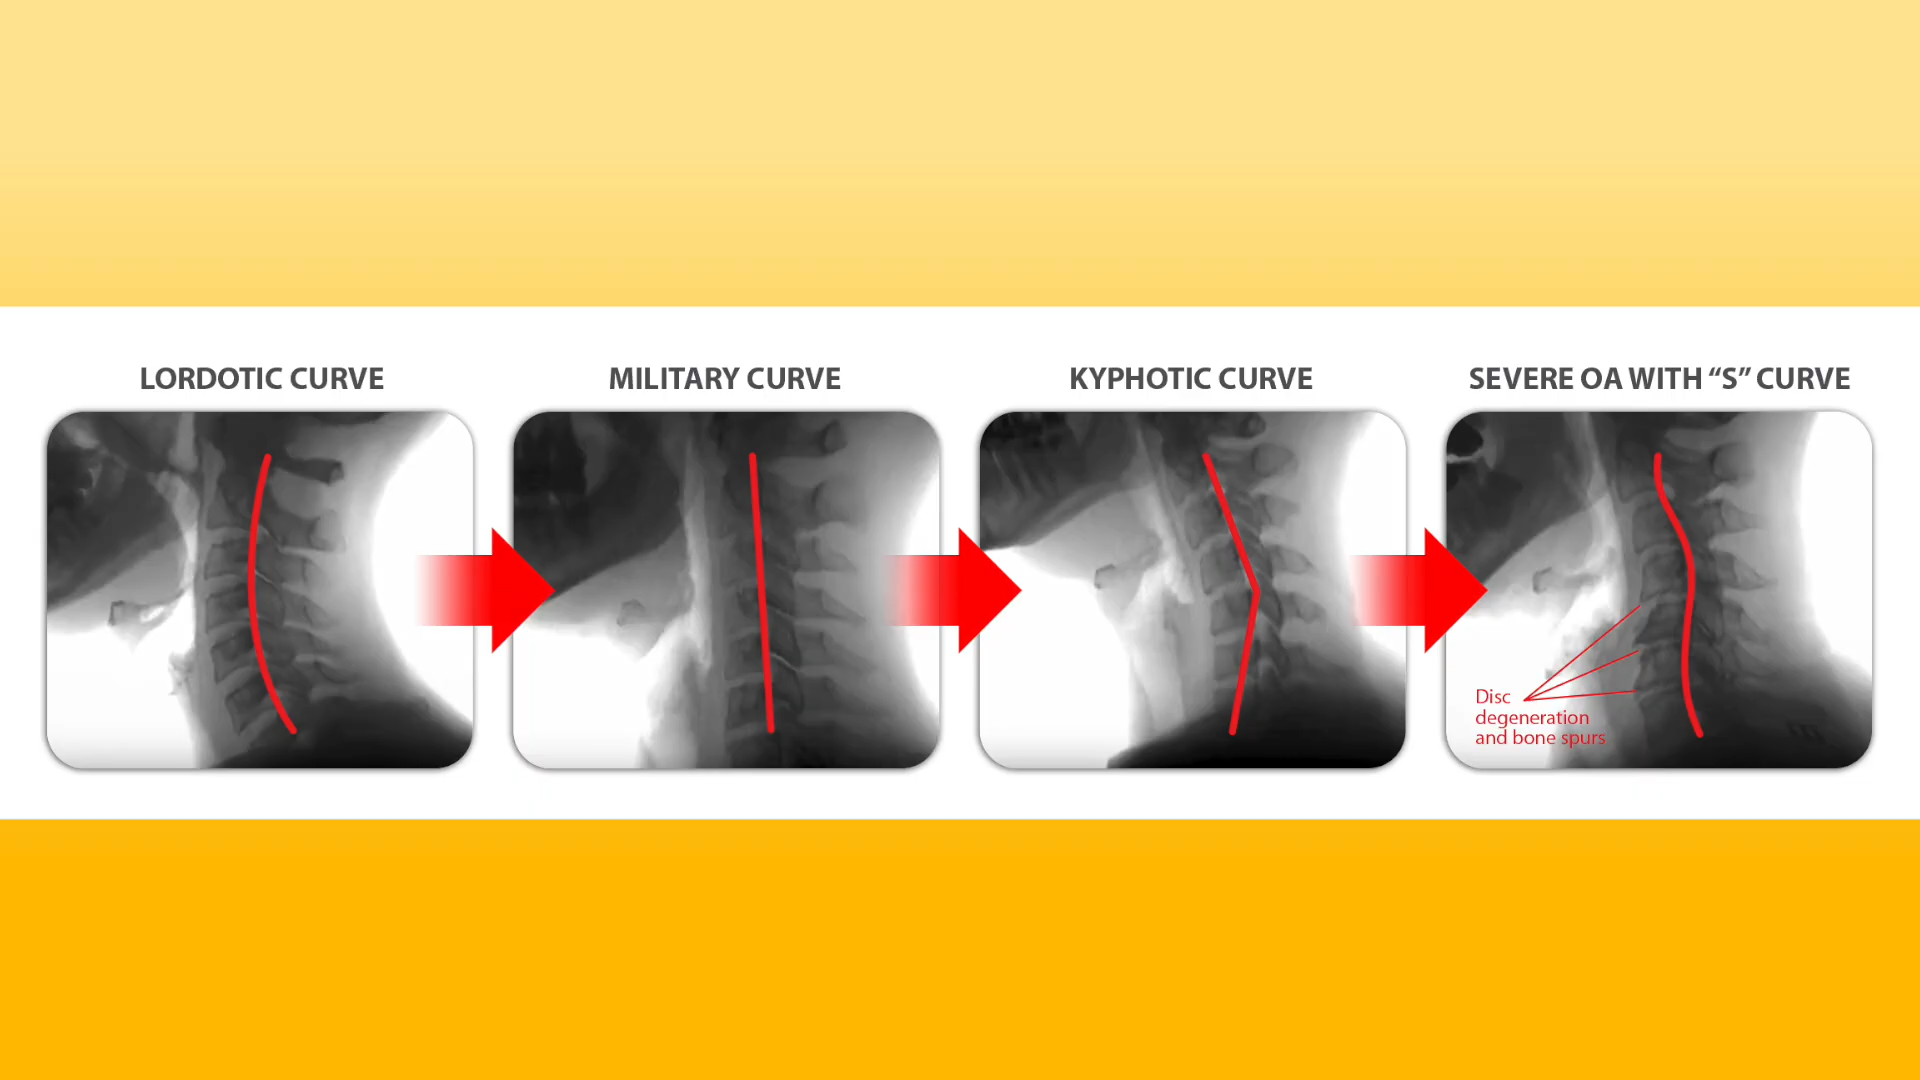 LORDOTIC CURVE
MILITARY CURVE
KYPHOTIC CURVE
SEVERE OA WITH “S” CURVE
Disc
degeneration
and bone spurs